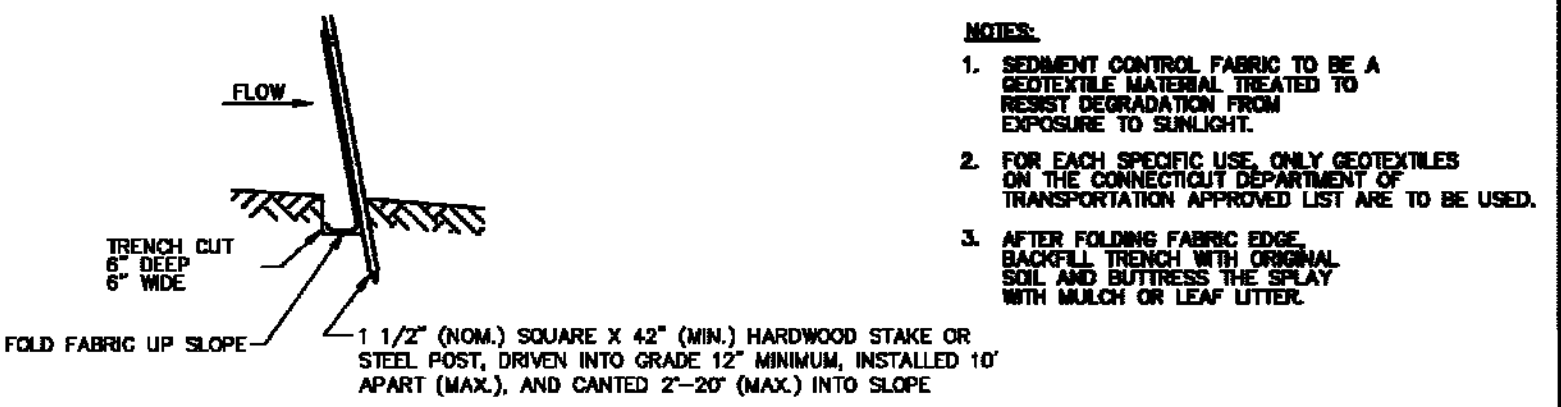 FLOW
TRENCH CUT
6" DEEP
6" WIDE
FOLD FABRIC UP SLOPE
1 1/2" (NOM.) SQUARE X 42" (MIN.) HARDWOOD STAKE OR
STEEL POST, DRIVEN INTO GRADE 12" MINIMUM, INSTALLED 10'
APART (MAX.), AND CANTED 2°-20° (MAX.) INTO SLOPE
NOTES:
1. SEDIMENT CONTROL FABRIC TO BE A
GEOTEXTILE MATERIAL TREATED TO
RESIST DEGRADATION FROM
EXPOSURE TO SUNLIGHT.
2. FOR EACH SPECIFIC USE, ONLY GEOTEXTILES
ON THE CONNECTICUT DEPARTMENT OF
TRANSPORTATION APPROVED LIST ARE TO BE USED.
3. AFTER FOLDING FABRIC EDGE,
BACKFILL TRENCH WITH ORIGINAL
SOIL AND BUTTRESS THE SPLAY
WITH MULCH OR LEAF LITTER.